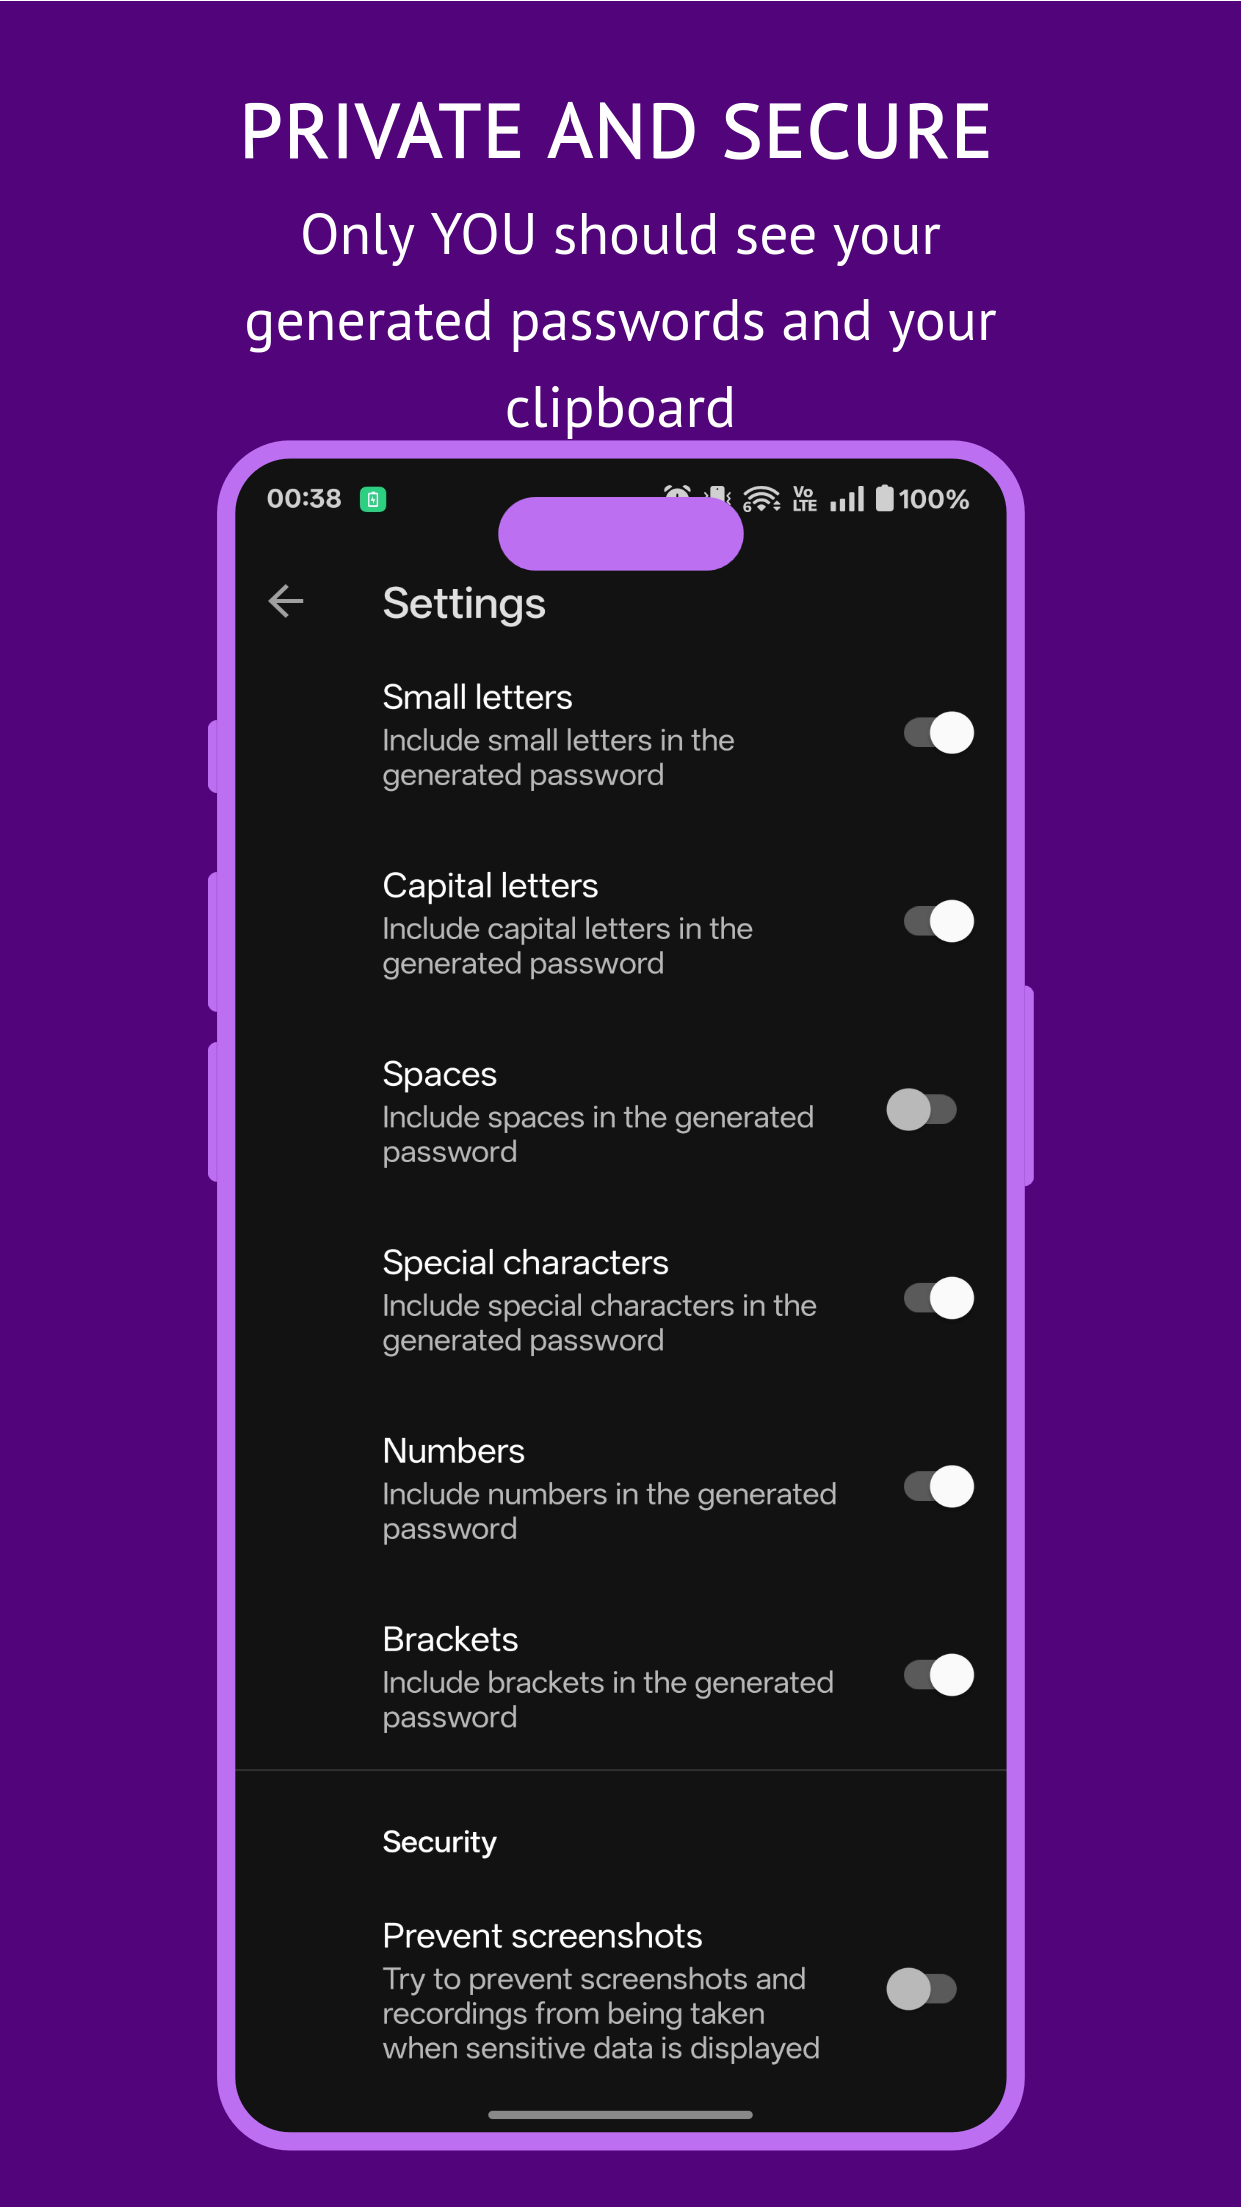 PRIVATE AND SECURE
Only YOU should see your
generated passwords and your
clipboard
00:38
6
Vo
LTE
100%
Settings
Small letters
Include small letters in the
generated password
Capital letters
Include capital letters in the
generated password
Spaces
Include spaces in the generated
password
Special characters
Include special characters in the
generated password
Numbers
Include numbers in the generated
password
Brackets
Include brackets in the generated
password
Security
Prevent screenshots
Try to prevent screenshots and
recordings from being taken
when sensitive data is displayed